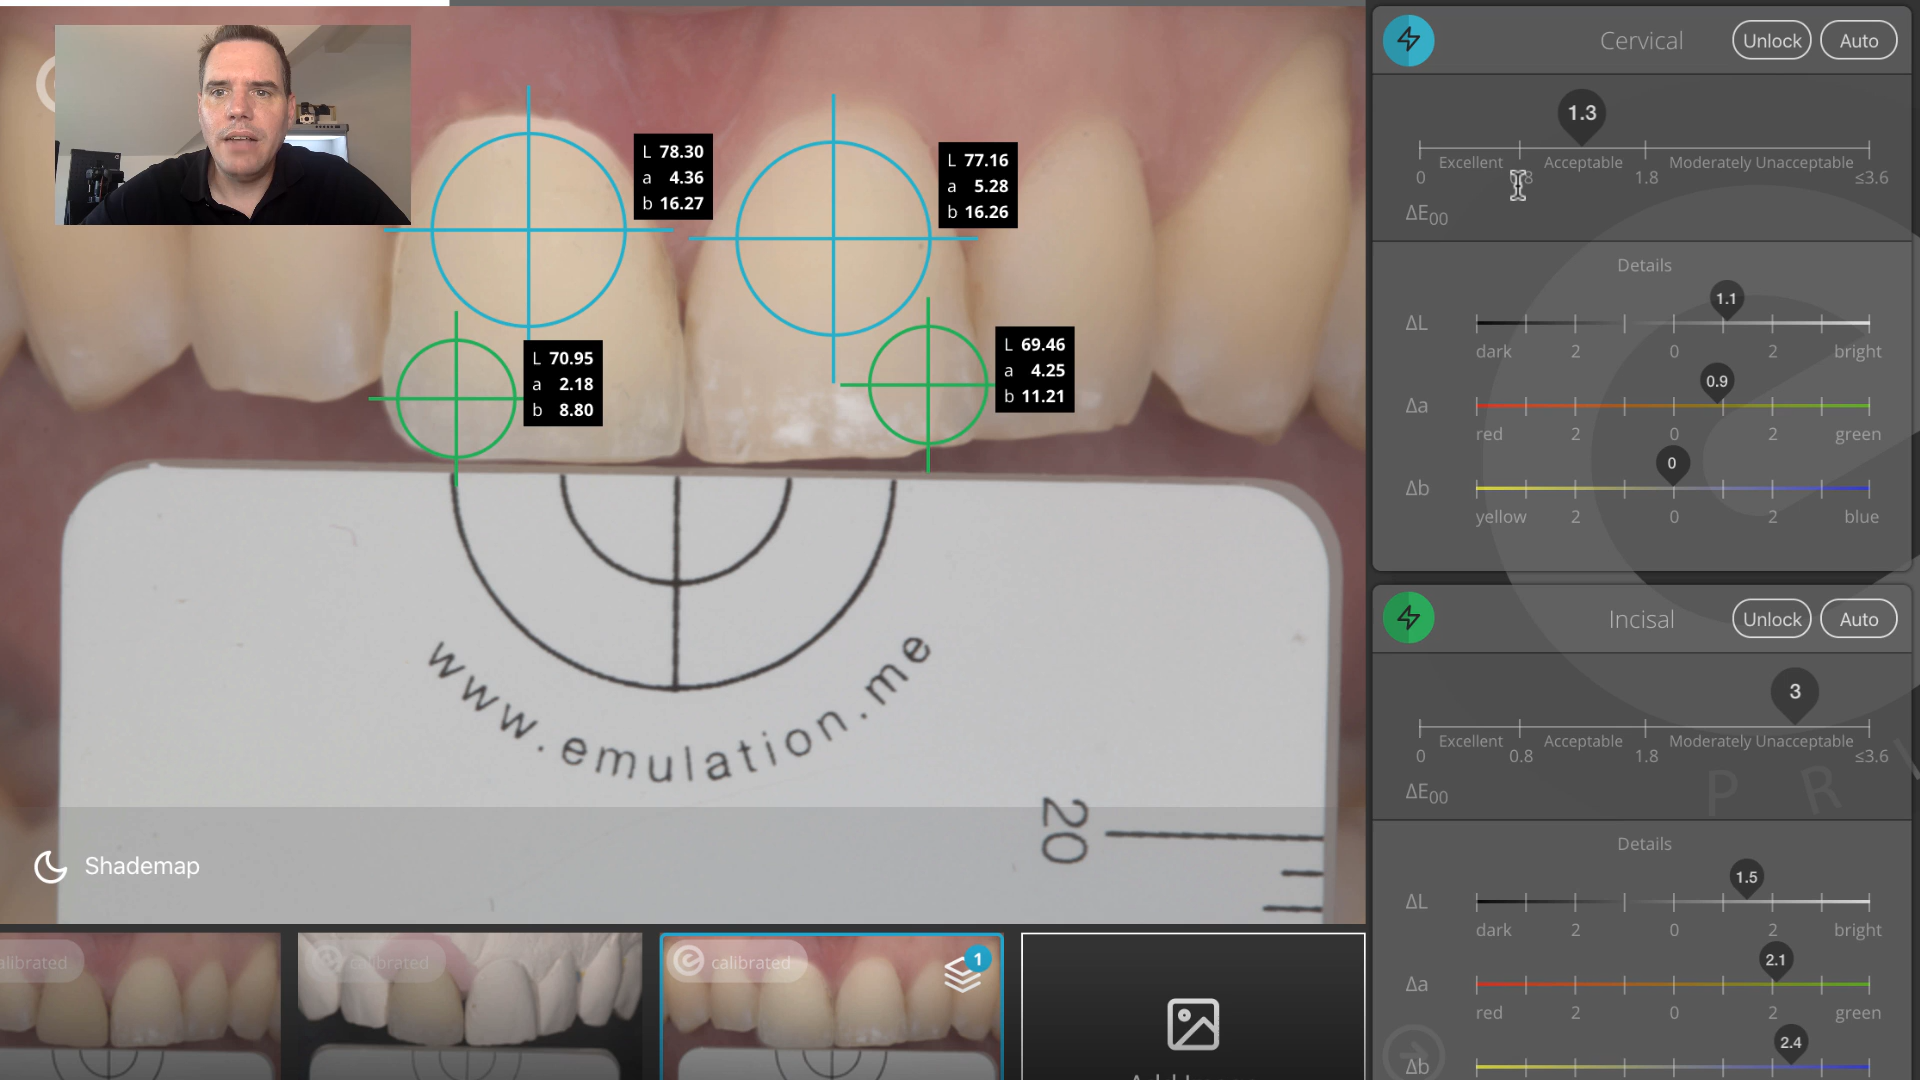 L 78.30
a 4.36
b 16.27
L 77.16
a 5.28
b 16.26
L 70.95
a 2.18
b 8.80
L 69.46
a 4.25
b 11.21
www.emulation.me
20
Shademap
calibrated
calibrated
Cervical
Unlock
Auto
1.3
Excellent Acceptable Moderately Unacceptable
0 1.8 ≤3.6
ΔE00
Details
1.1
ΔL
dark 2 0 2 bright
0.9
Δa
red 2 0 2 green
0
Δb
yellow 2 0 2 blue
Incisal
Unlock
Auto
3
Excellent Acceptable Moderately Unacceptable
0 0.8 1.8 ≤3.6
ΔE00
P R
Details
1.5
ΔL
dark 2 0 2 bright
2.1
Δa
red 2 0 2 green
2.4
Δb
1